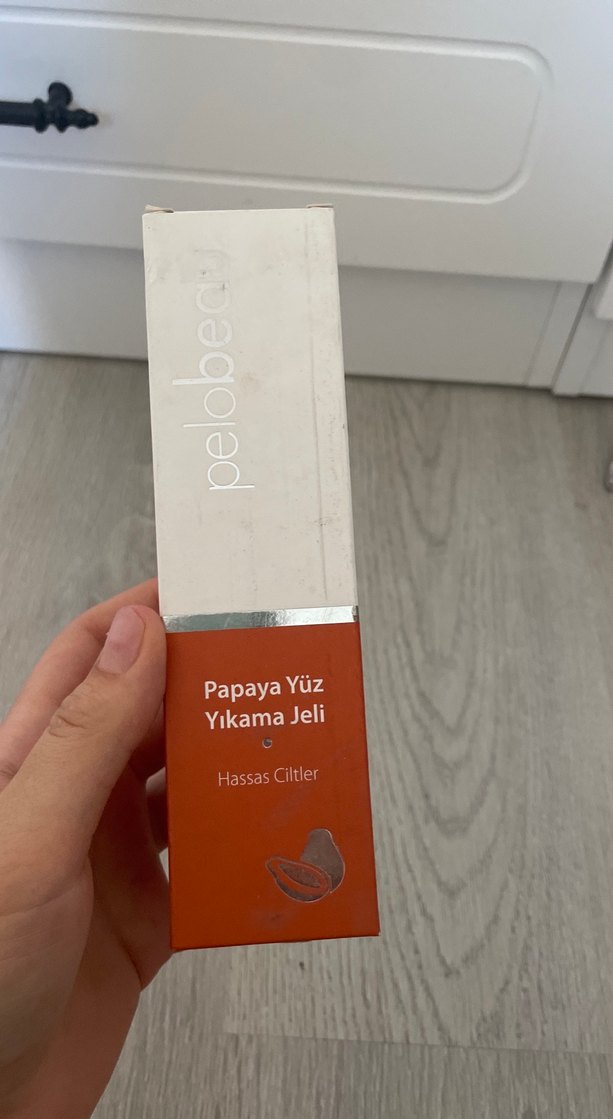 pelobeau
Papaya Yüz
Yıkama Jeli
Hassas Ciltler